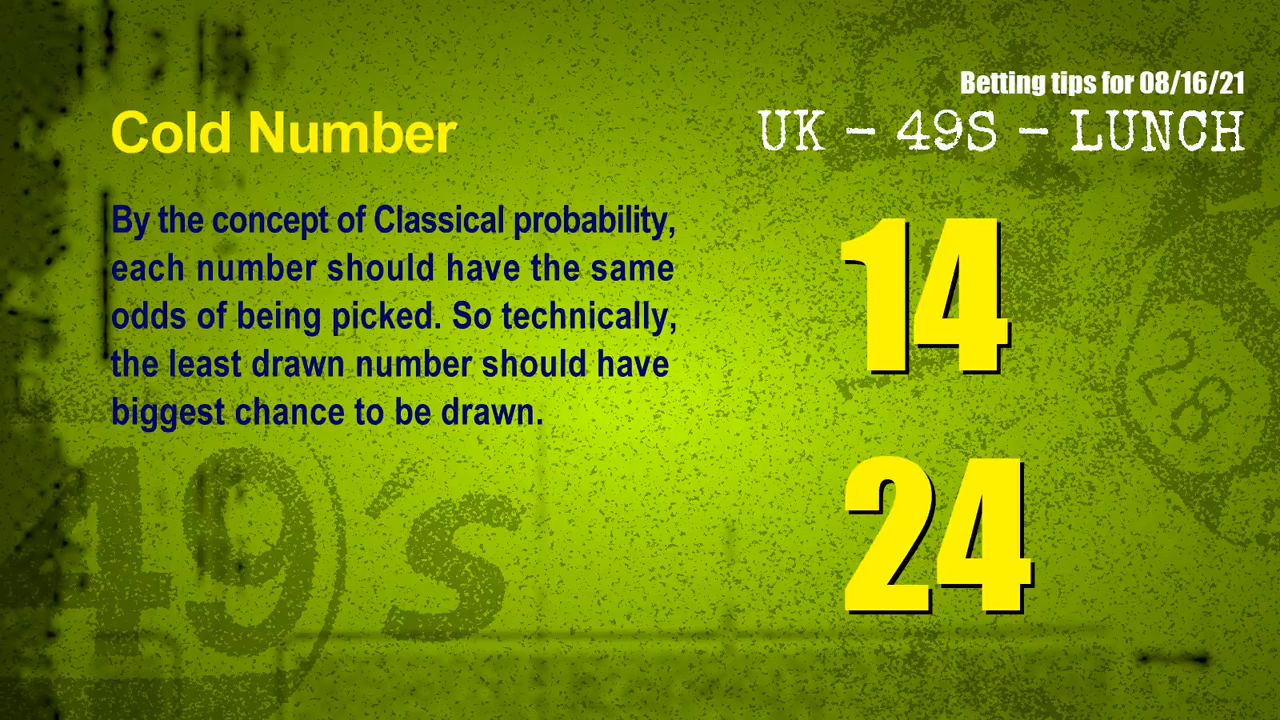 Betting tips for 08/16/21
UK – 49S – LUNCH
Cold Number
By the concept of Classical probability,
each number should have the same
odds of being picked. So technically,
the least drawn number should have
biggest chance to be drawn.
14
24
28
49's